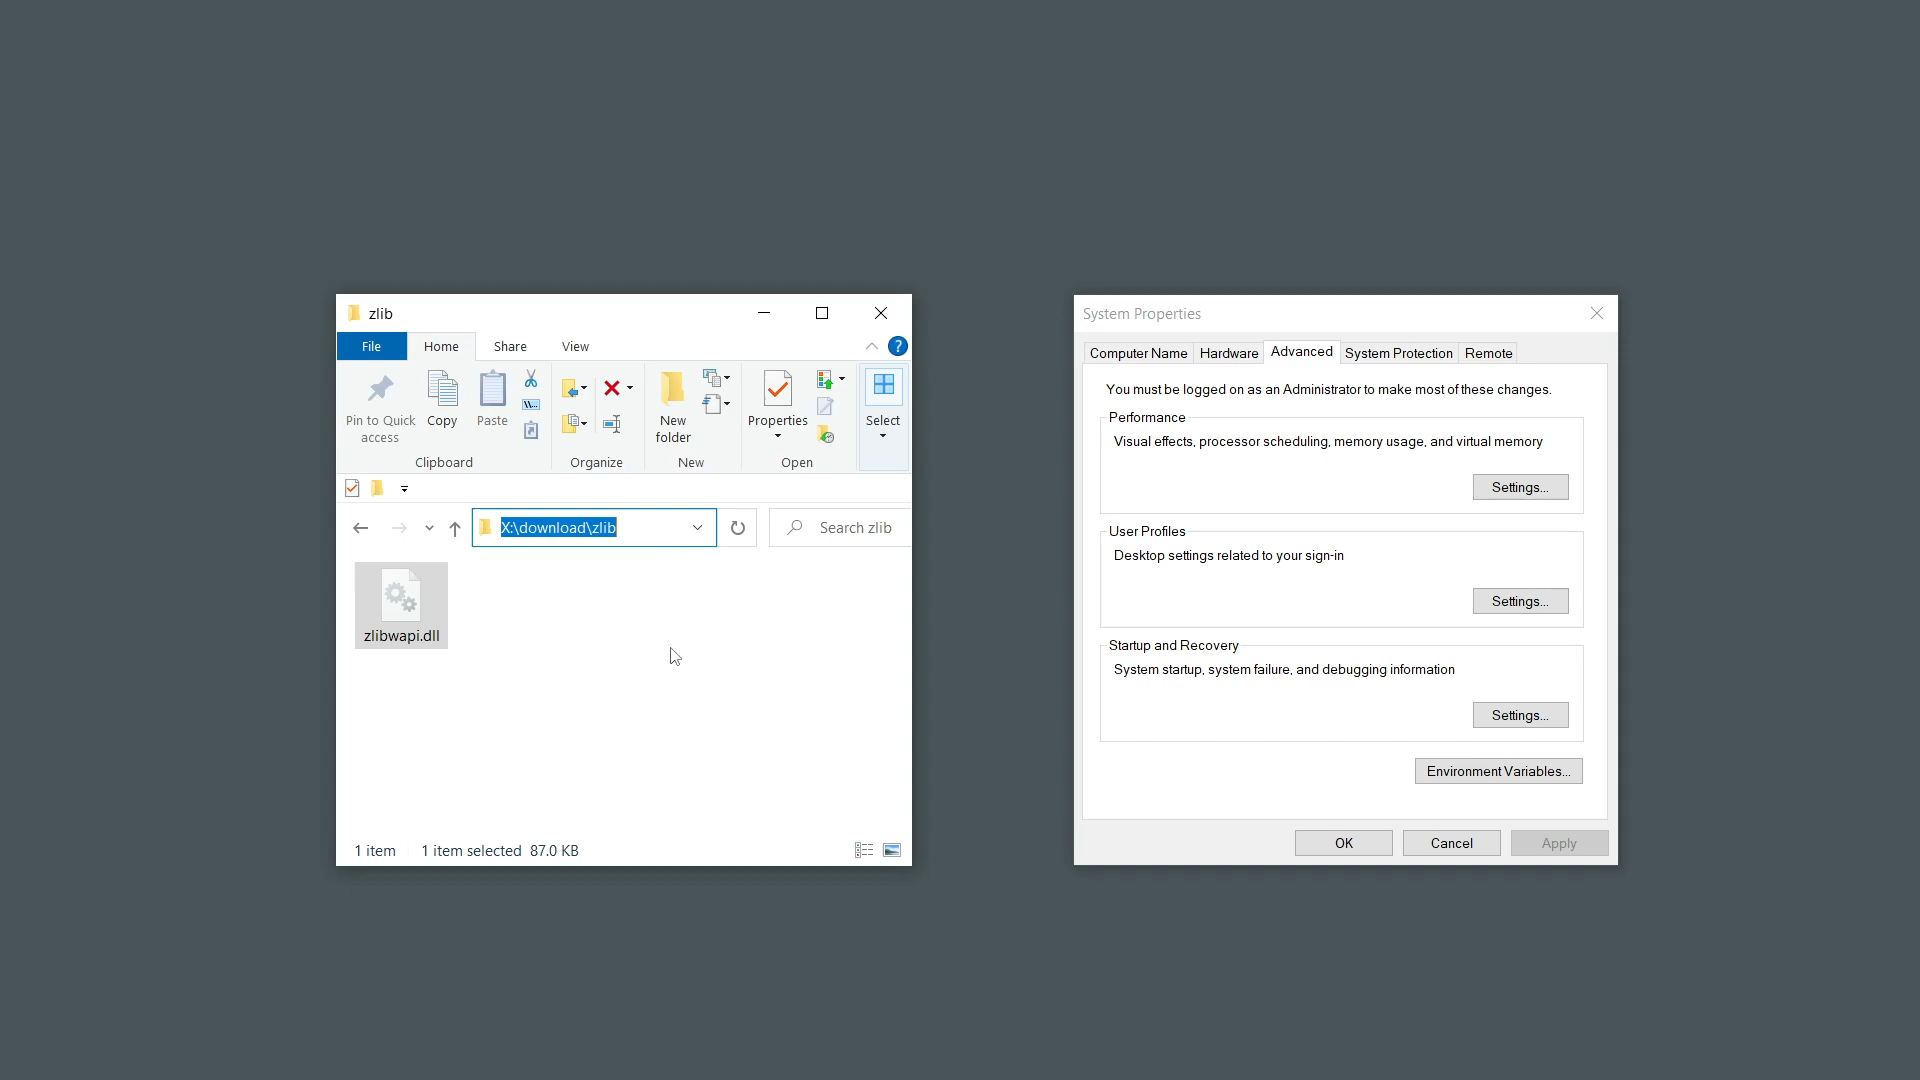 zlib
File
Home
Share
View
?
Pin to Quick
access
Copy
Paste
Clipboard
Organize
New
folder
New
Properties
Open
Select
X:\download\zlib
Search zlib
zlibwapi.dll
1 item
1 item selected 87.0 KB
System Properties
Computer Name
Hardware
Advanced
System Protection
Remote
You must be logged on as an Administrator to make most of these changes.
Performance
Visual effects, processor scheduling, memory usage, and virtual memory
Settings...
User Profiles
Desktop settings related to your sign-in
Settings...
Startup and Recovery
System startup, system failure, and debugging information
Settings...
Environment Variables...
OK
Cancel
Apply